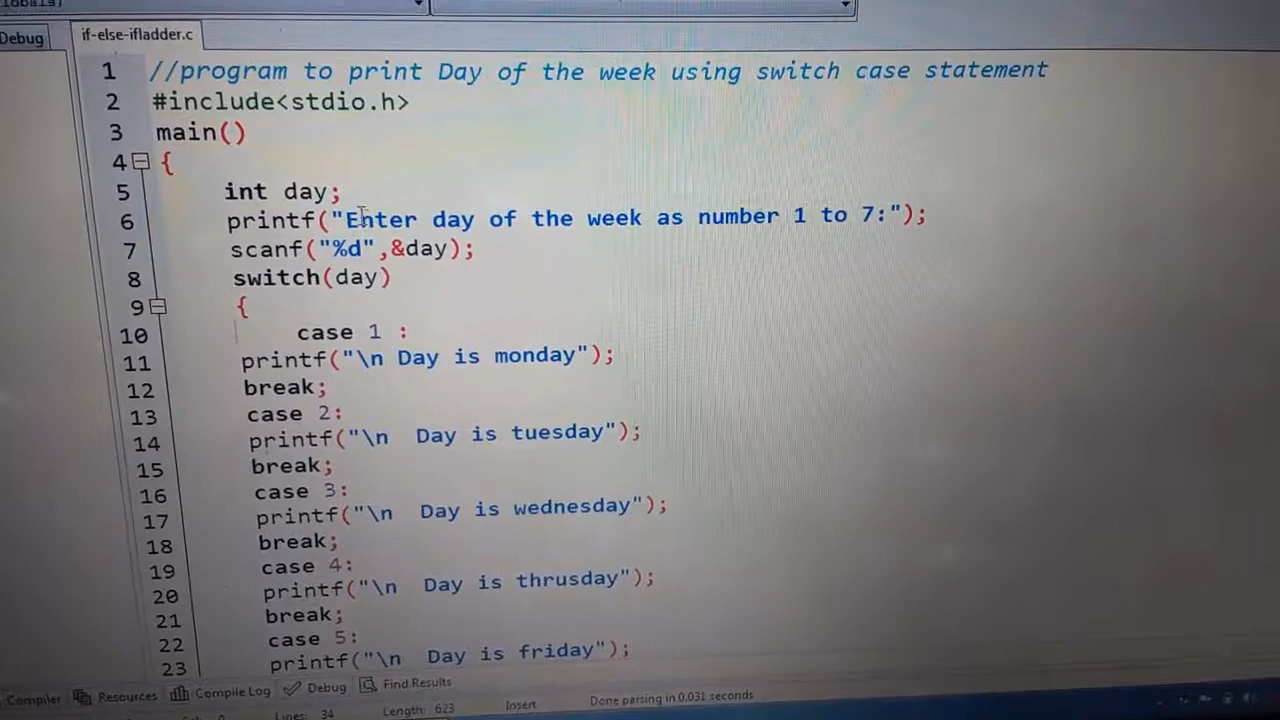 Debug
if-else-ifladder.c
1 //program to print Day of the week using switch case statement
2 #include<stdio.h>
3 main()
4 {
5 int day;
6 printf("Enter day of the week as number 1 to 7:");
7 scanf("%d",&day);
8 switch(day)
9 {
10 case 1 :
11 printf("\n Day is monday");
12 break;
13 case 2:
14 printf("\n  Day is tuesday");
15 break;
16 case 3:
17 printf("\n  Day is wednesday");
18 break;
19 case 4:
20 printf("\n  Day is thrusday");
21 break;
22 case 5:
23 printf("\n  Day is friday");
Compiler Resources Compile Log Debug Find Results
Lines: 34 Length: 623 Insert Done parsing in 0.031 seconds